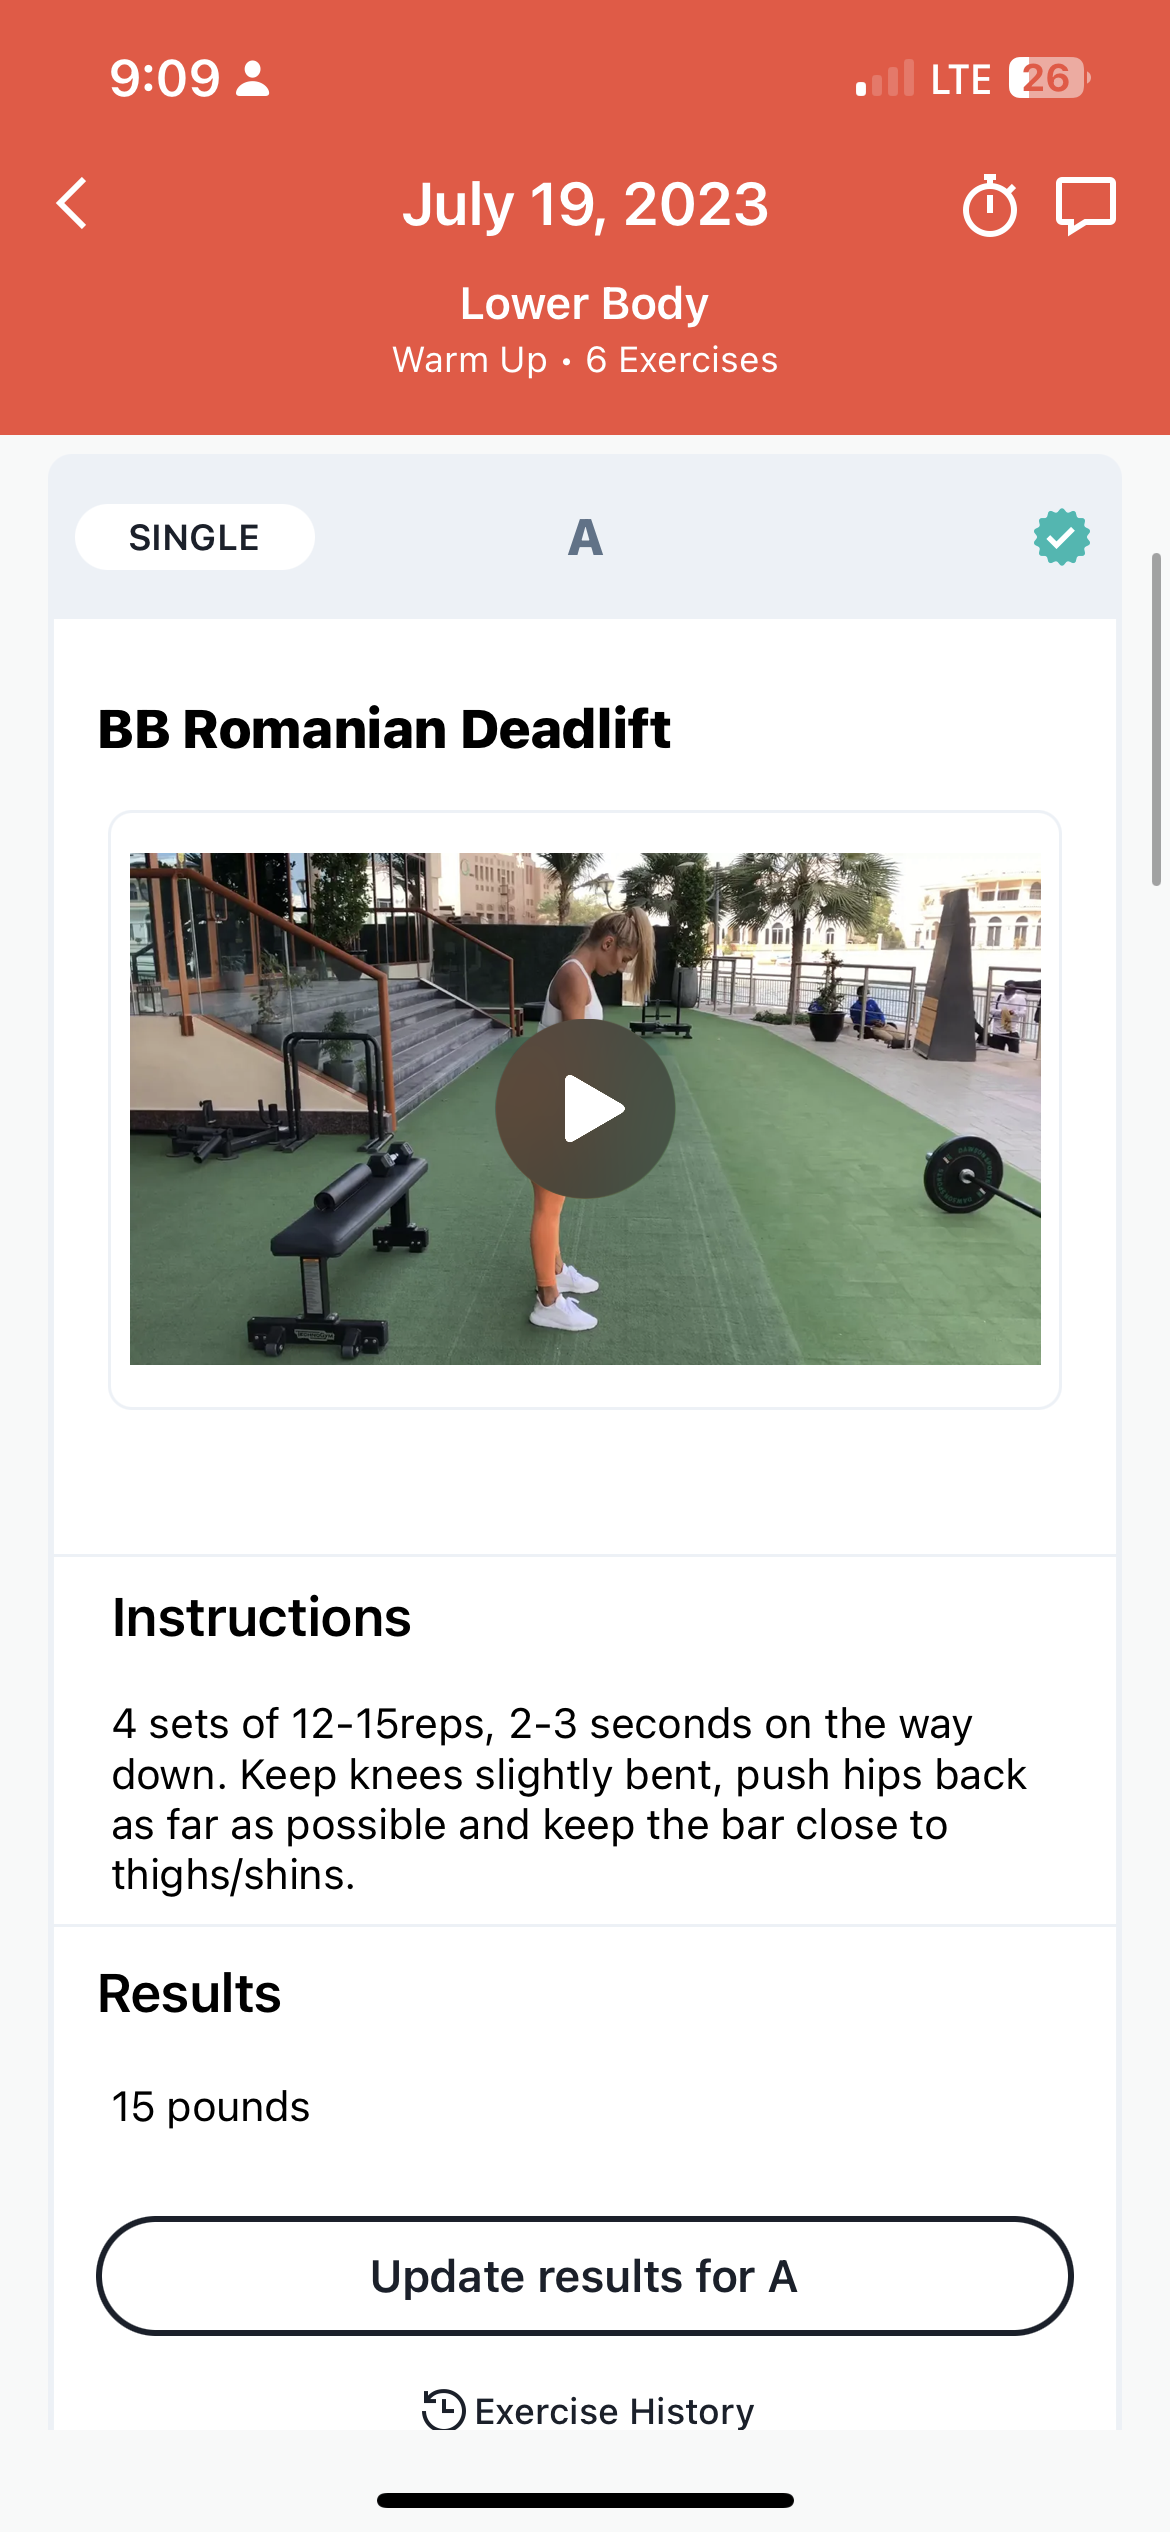 9:09
LTE 26
July 19, 2023
Lower Body
Warm Up • 6 Exercises
SINGLE
A
BB Romanian Deadlift
Instructions
4 sets of 12-15reps, 2-3 seconds on the way
down. Keep knees slightly bent, push hips back
as far as possible and keep the bar close to
thighs/shins.
Results
15 pounds
Update results for A
Exercise History